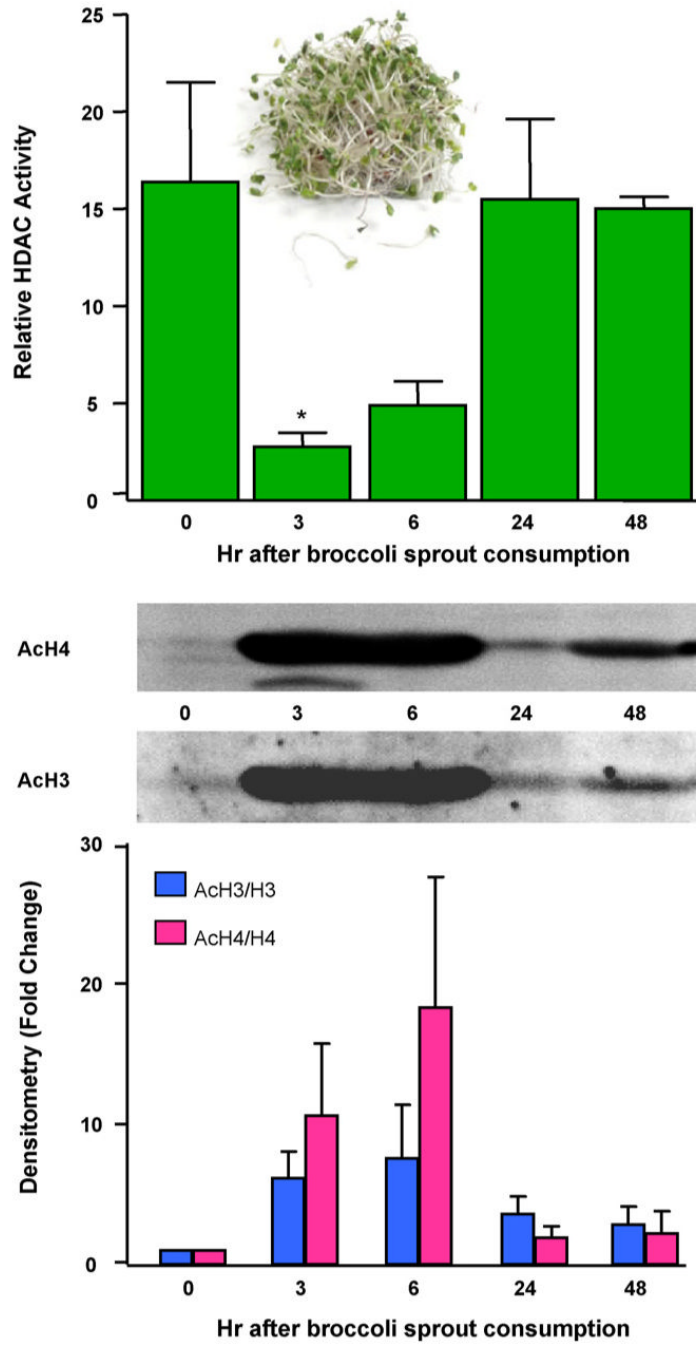 25
20
15
10
5
0
Relative HDAC Activity
*
0 3 6 24 48
Hr after broccoli sprout consumption
AcH4
0 3 6 24 48
AcH3
30
20
10
0
Densitometry (Fold Change)
AcH3/H3
AcH4/H4
0 3 6 24 48
Hr after broccoli sprout consumption